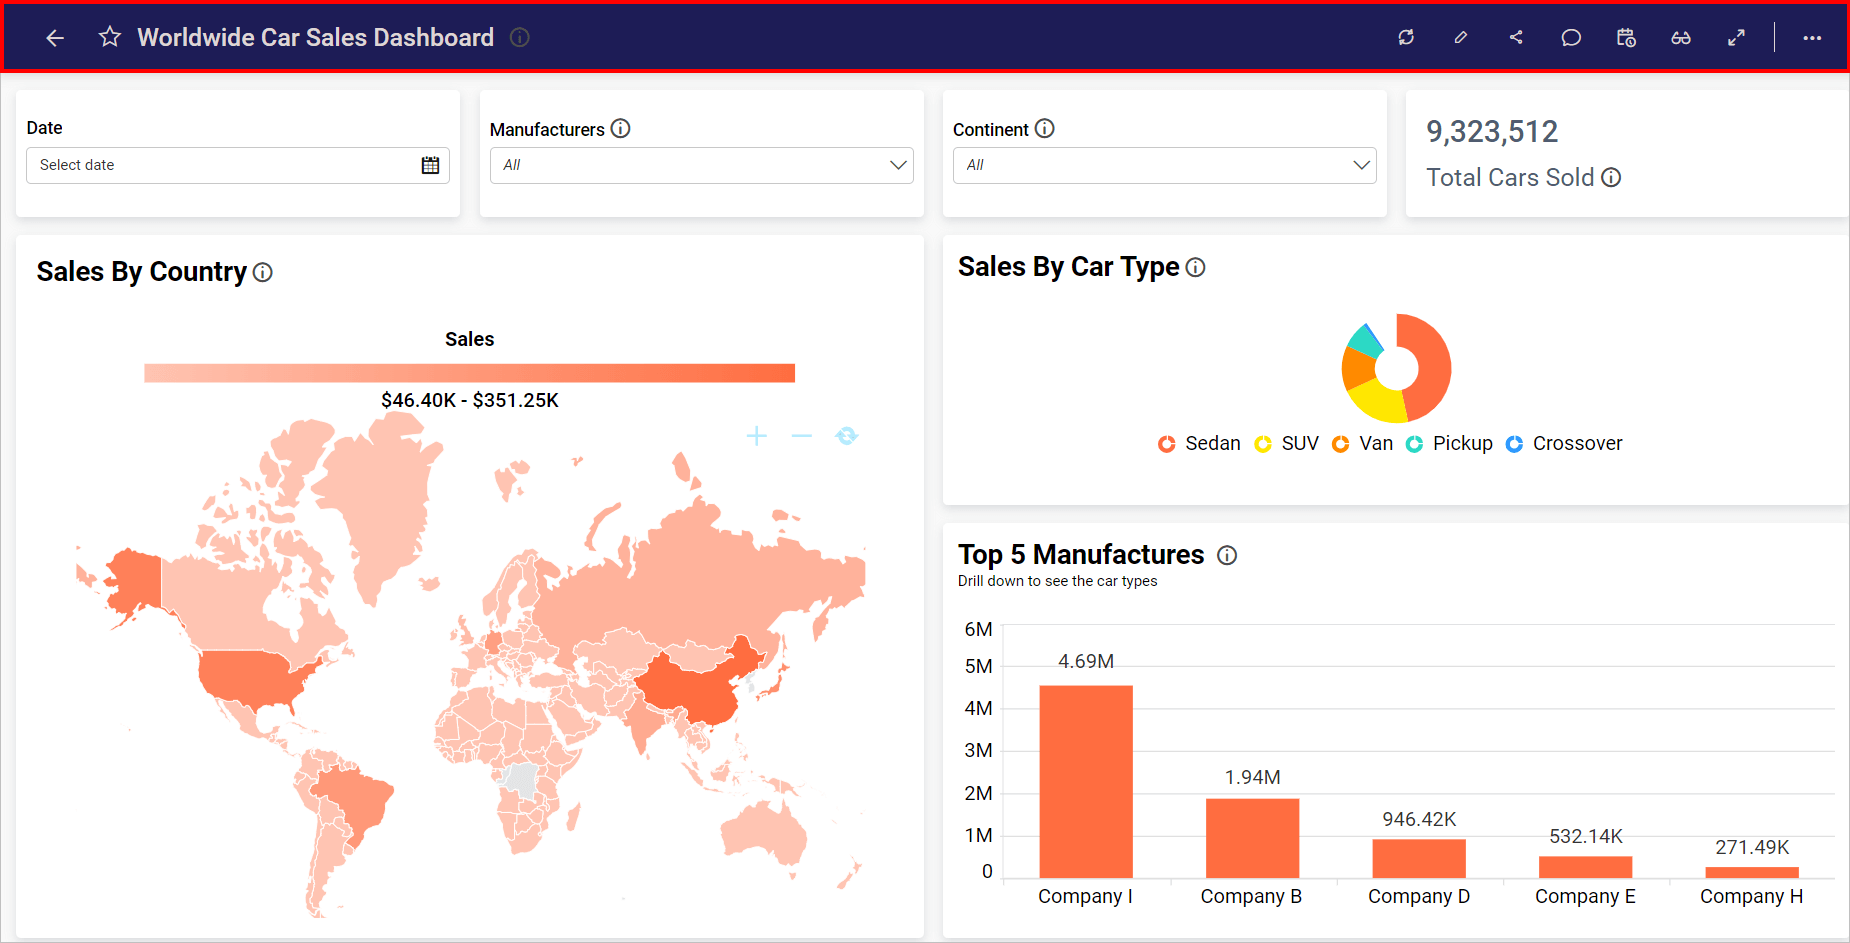 Worldwide Car Sales Dashboard
Date
Select date
Manufacturers
All
Continent
All
9,323,512
Total Cars Sold
Sales By Country
Sales
$46.40K - $351.25K
Sales By Car Type
Sedan SUV Van Pickup Crossover
Top 5 Manufactures
Drill down to see the car types
6M
5M
4M
3M
2M
1M
0
4.69M
1.94M
946.42K
532.14K
271.49K
Company I Company B Company D Company E Company H